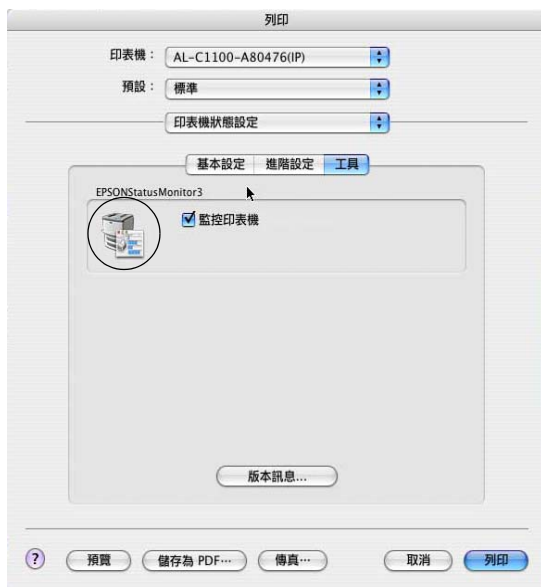 列印
印表機： AL-C1100-A80476(IP)
預設： 標準
印表機狀態設定
基本設定 進階設定 工具
EPSONStatusMonitor3
監控印表機
版本訊息...
? 預覽 儲存為 PDF⋯ 傳真⋯ 取消 列印